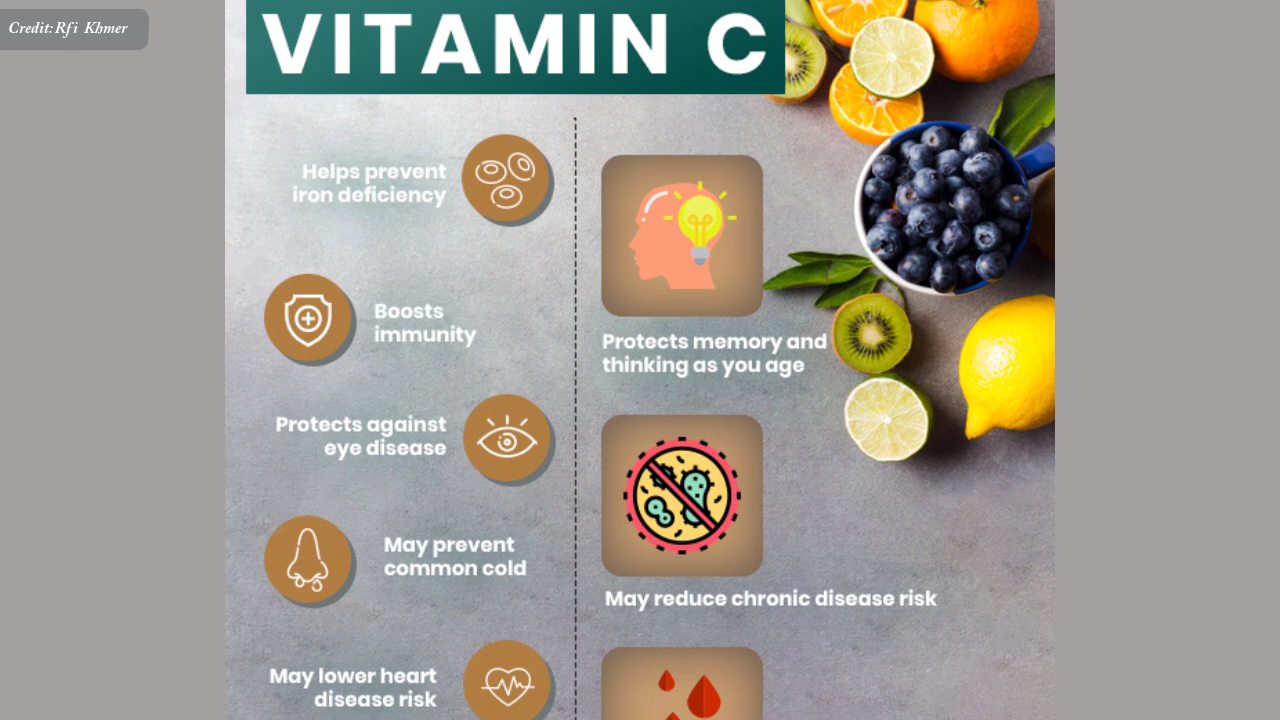 Credit: Rfi Khmer
VITAMIN C
Helps prevent
iron deficiency
Boosts
immunity
Protects against
eye disease
May prevent
common cold
May lower heart
disease risk
Protects memory and
thinking as you age
May reduce chronic disease risk